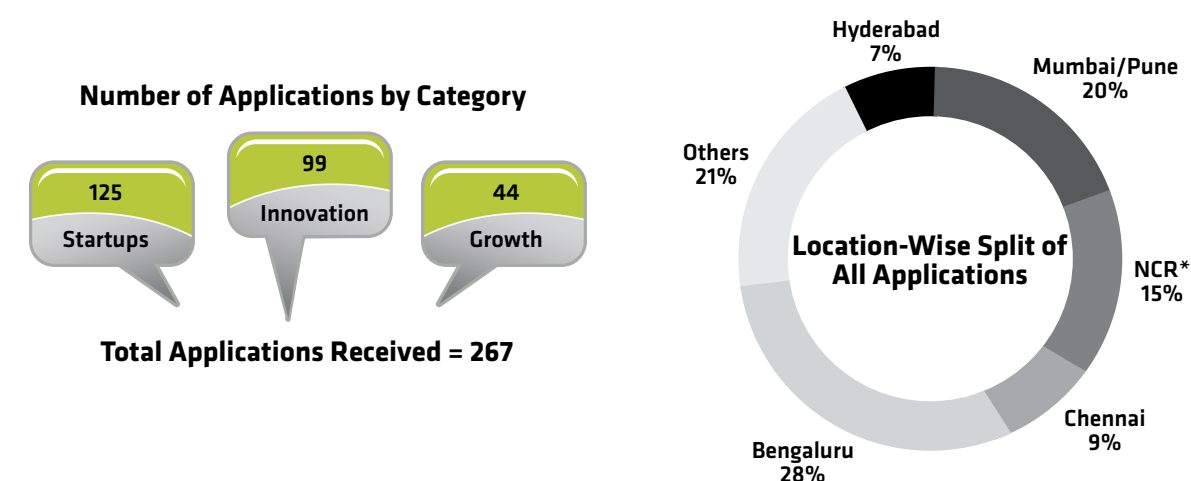 Number of Applications by Category
125
Startups
99
Innovation
44
Growth
Total Applications Received = 267
Hyderabad
7%
Mumbai/Pune
20%
Others
21%
Location-Wise Split of
All Applications
NCR*
15%
Chennai
9%
Bengaluru
28%